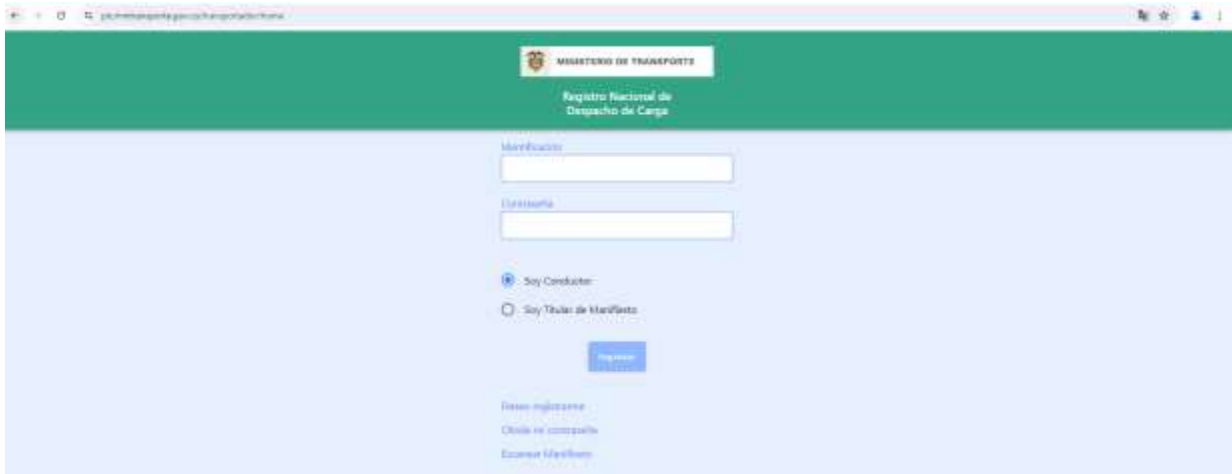 MINISTERIO DE TRANSPORTE
Registro Nacional de
Despacho de Carga
Identificación
Contraseña
Soy Conductor
Soy Titular de Manifiesto
Ingresar
Deseo registrarme
Olvidé mi contraseña
Escanear Manifiesto